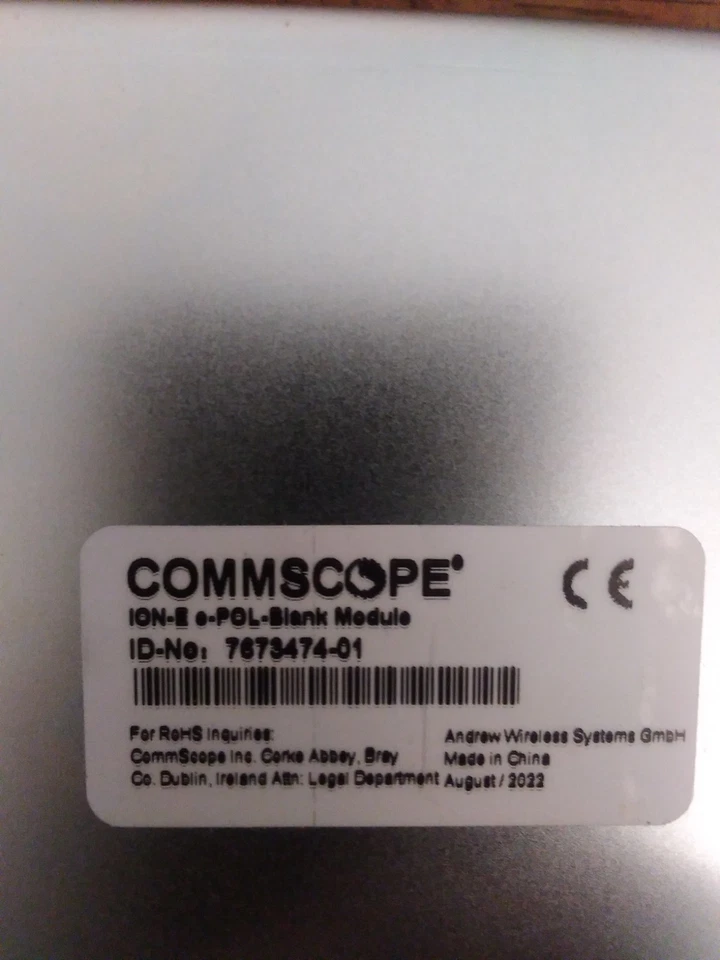 COMMSCOPE®
CE
ION-E e-POL-Blank Module
ID-No: 7673474-01
For RoHS Inquiries:
CommScope Inc. Corke Abbey, Bray
Co. Dublin, Ireland Attn: Legal Department
Andrew Wireless Systems GmbH
Made in China
August / 2022